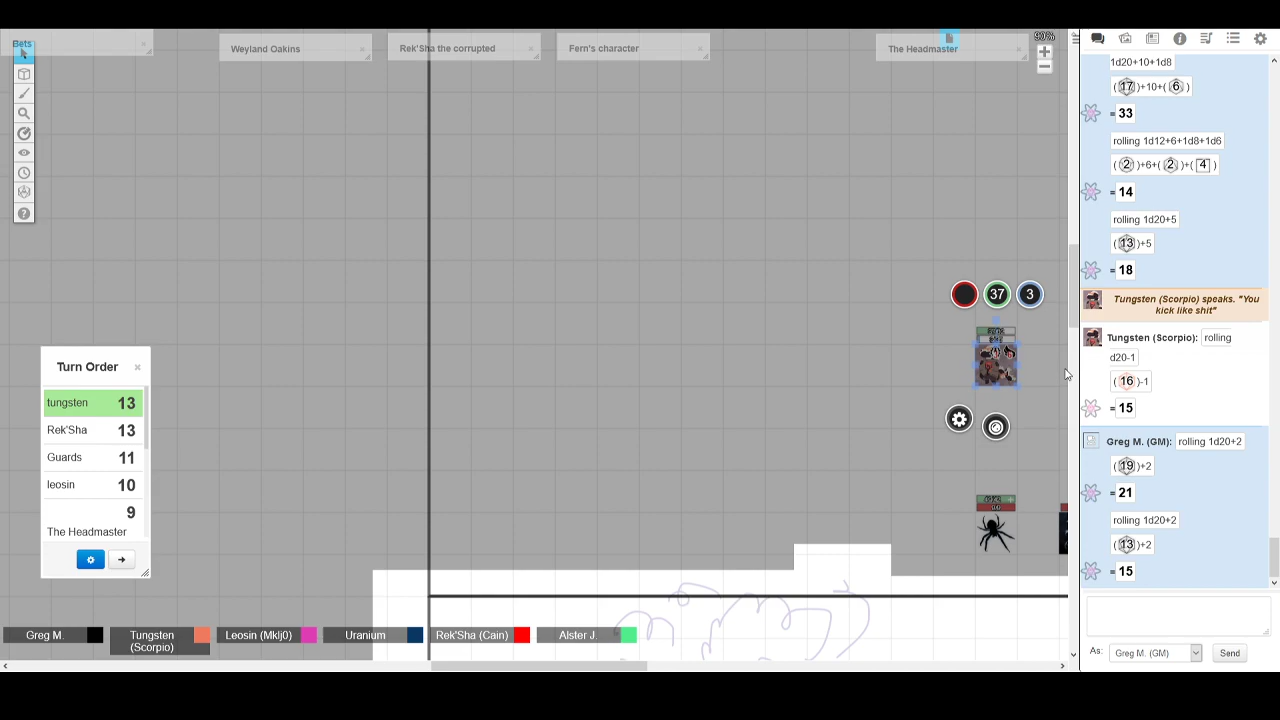 Bets
Weyland Oakins
Rek'Sha the corrupted
Fern's character
The Headmaster
90%
Turn Order
tungsten 13
Rek'Sha 13
Guards 11
leosin 10
9
The Headmaster
37
3
Greg M.
Tungsten (Scorpio)
Leosin (Mklj0)
Uranium
Rek'Sha (Cain)
Alster J.
1d20+10+1d8
(17)+10+(6)
= 33
rolling 1d12+6+1d8+1d6
(2)+6+(2)+(4)
= 14
rolling 1d20+5
(13)+5
= 18
Tungsten (Scorpio) speaks. "You
kick like shit"
Tungsten (Scorpio): rolling
d20-1
(16)-1
= 15
Greg M. (GM): rolling 1d20+2
(19)+2
= 21
rolling 1d20+2
(13)+2
= 15
As: Greg M. (GM) Send